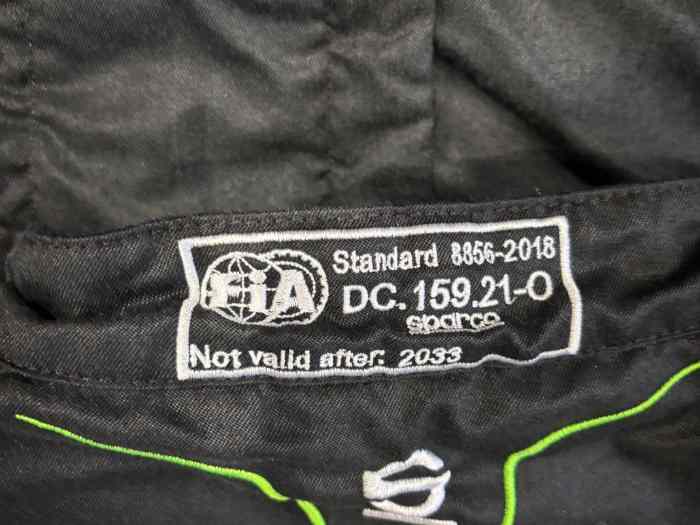 FIA
Standard 8856-2018
DC.159.21-O
sparco
Not valid after: 2033